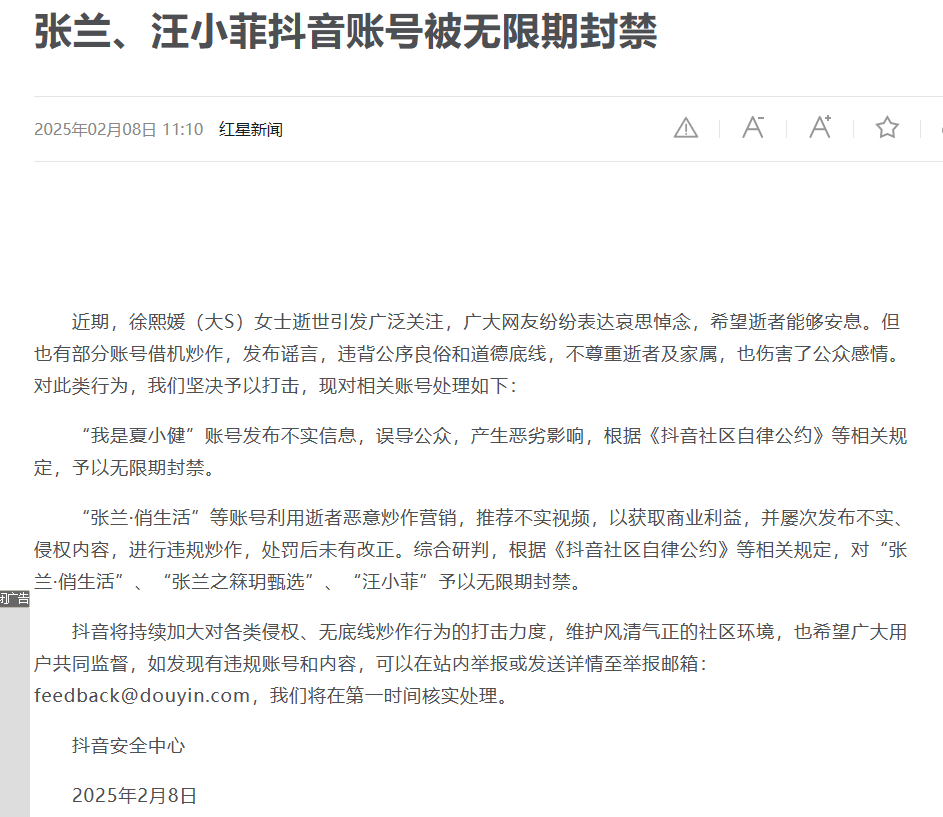 张兰、汪小菲抖音账号被无限期封禁
2025年02月08日 11:10 红星新闻
近期，徐熙媛（大S）女士逝世引发广泛关注，广大网友纷纷表达哀思悼念，希望逝者能够安息。但
也有部分账号借机炒作，发布谣言，违背公序良俗和道德底线，不尊重逝者及家属，也伤害了公众感情。
对此类行为，我们坚决予以打击，现对相关账号处理如下：
“我是夏小健”账号发布不实信息，误导公众，产生恶劣影响，根据《抖音社区自律公约》等相关规
定，予以无限期封禁。
“张兰·俏生活”等账号利用逝者恶意炒作营销，推荐不实视频，以获取商业利益，并屡次发布不实、
侵权内容，进行违规炒作，处罚后未有改正。综合研判，根据《抖音社区自律公约》等相关规定，对“张
兰·俏生活”、“张兰之箖玥甄选”、“汪小菲”予以无限期封禁。
抖音将持续加大对各类侵权、无底线炒作行为的打击力度，维护风清气正的社区环境，也希望广大用
户共同监督，如发现有违规账号和内容，可以在站内举报或发送详情至举报邮箱：
feedback@douyin.com，我们将在第一时间核实处理。
抖音安全中心
2025年2月8日
广告